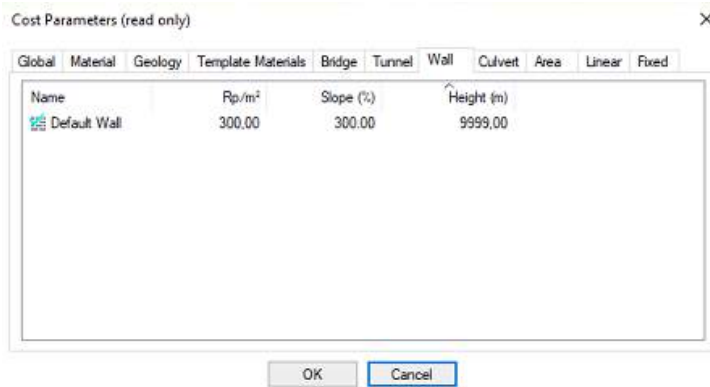 Cost Parameters (read only)
Global Material Geology Template Materials Bridge Tunnel Wall Culvert Area Linear Fixed
Name Rp/m² Slope (%) Height (m)
Default Wall 300,00 300.00 9999,00
OK Cancel